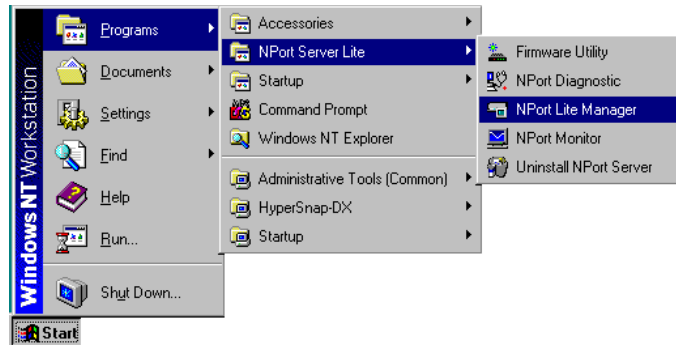 Windows NT Workstation
Programs
Documents
Settings
Find
Help
Run...
Shut Down...
Start
Accessories
NPort Server Lite
Startup
Command Prompt
Windows NT Explorer
Administrative Tools (Common)
HyperSnap-DX
Startup
Firmware Utility
NPort Diagnostic
NPort Lite Manager
NPort Monitor
Uninstall NPort Server